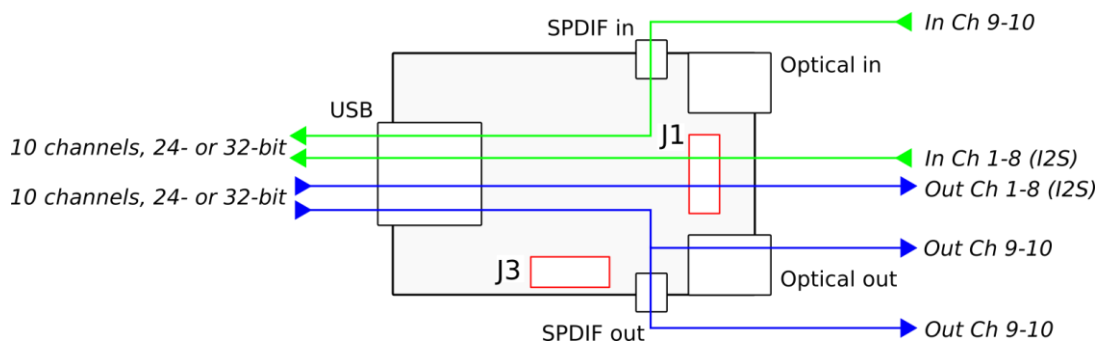 SPDIF in
In Ch 9-10
Optical in
USB
J1
10 channels, 24- or 32-bit
In Ch 1-8 (I2S)
10 channels, 24- or 32-bit
Out Ch 1-8 (I2S)
Out Ch 9-10
J3
Optical out
SPDIF out
Out Ch 9-10